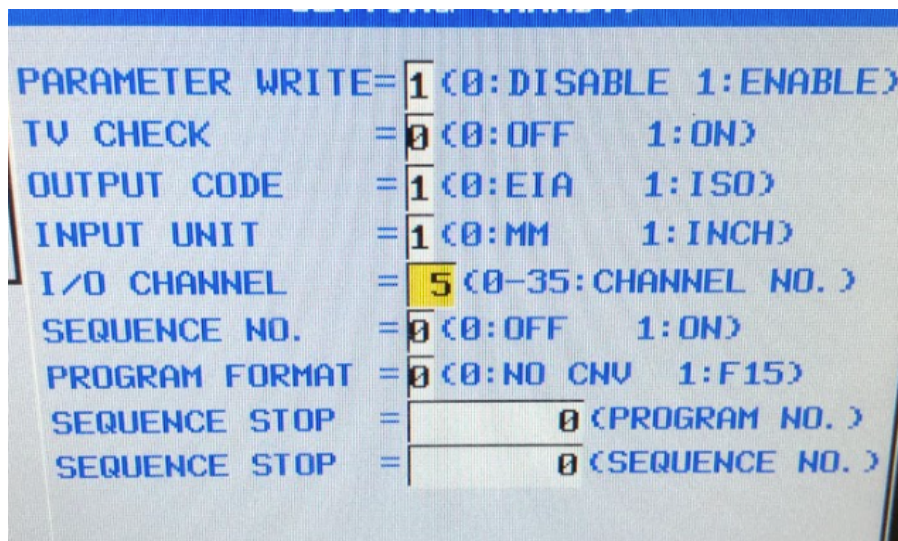 PARAMETER WRITE=1(0:DISABLE 1:ENABLE)
TV CHECK =0(0:OFF 1:ON)
OUTPUT CODE =1(0:EIA 1:ISO)
INPUT UNIT =1(0:MM 1:INCH)
I/O CHANNEL = 5(0-35:CHANNEL NO.)
SEQUENCE NO. =0(0:OFF 1:ON)
PROGRAM FORMAT =0(0:NO CNV 1:F15)
SEQUENCE STOP = 0(PROGRAM NO.)
SEQUENCE STOP = 0(SEQUENCE NO.)